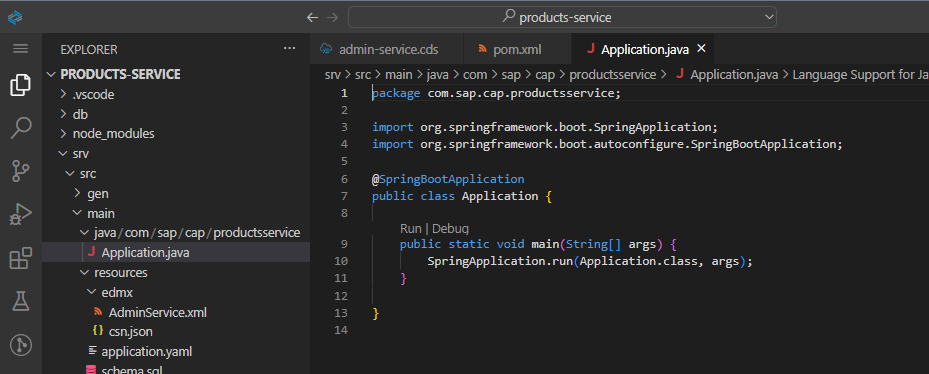 products-service
EXPLORER
PRODUCTS-SERVICE
.vscode
db
node_modules
srv
src
gen
main
java/com/sap/cap/productsservice
Application.java
resources
edmx
AdminService.xml
{} csn.json
application.yaml
schema.sql
admin-service.cds
pom.xml
J Application.java ×
srv > src > main > java > com > sap > cap > productsservice > J Application.java > Language Support for Ja
1 package com.sap.cap.productsservice;
2
3 import org.springframework.boot.SpringApplication;
4 import org.springframework.boot.autoconfigure.SpringBootApplication;
5
6 @SpringBootApplication
7 public class Application {
8
Run | Debug
9 public static void main(String[] args) {
10 SpringApplication.run(Application.class, args);
11 }
12
13 }
14